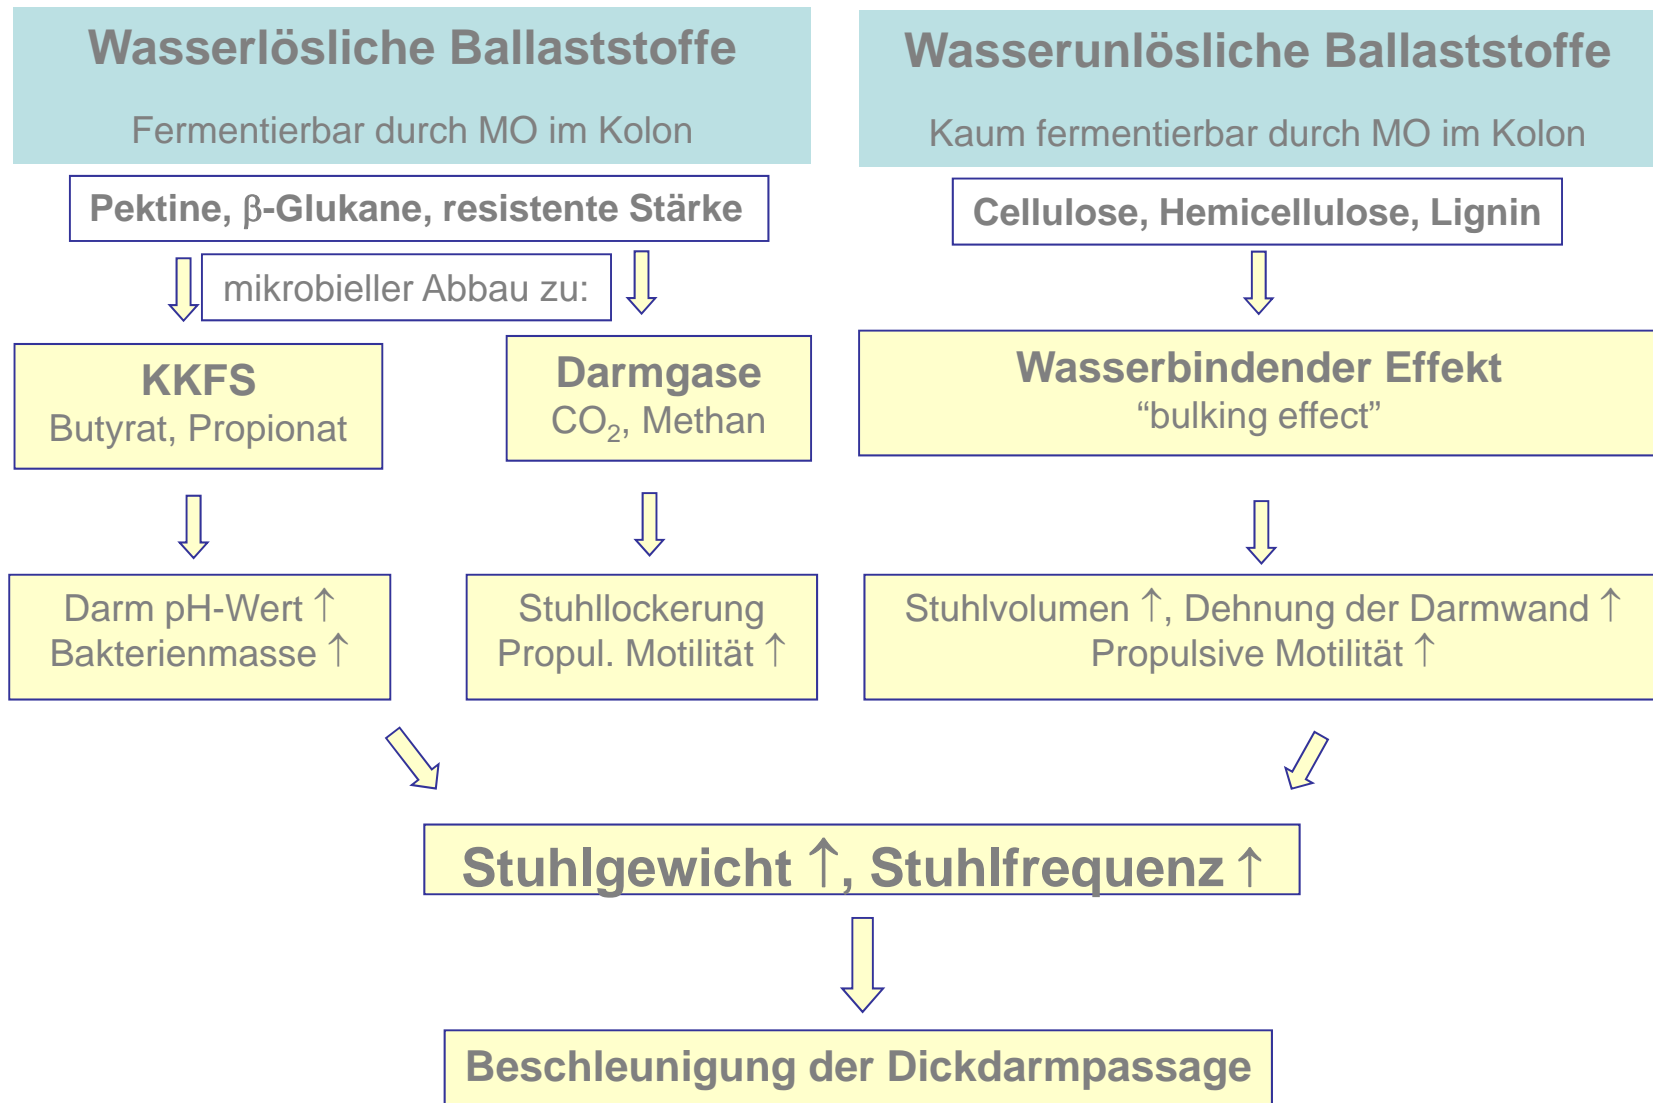 Wasserlösliche Ballaststoffe
Fermentierbar durch MO im Kolon
Wasserunlösliche Ballaststoffe
Kaum fermentierbar durch MO im Kolon
Pektine, β-Glukane, resistente Stärke
Cellulose, Hemicellulose, Lignin
mikrobieller Abbau zu:
KKFS
Butyrat, Propionat
Darmgase
CO₂, Methan
Wasserbindender Effekt
“bulking effect”
Darm pH-Wert ↑
Bakterienmasse ↑
Stuhllockerung
Propul. Motilität ↑
Stuhlvolumen ↑, Dehnung der Darmwand ↑
Propulsive Motilität ↑
Stuhlgewicht ↑, Stuhlfrequenz ↑
Beschleunigung der Dickdarmpassage